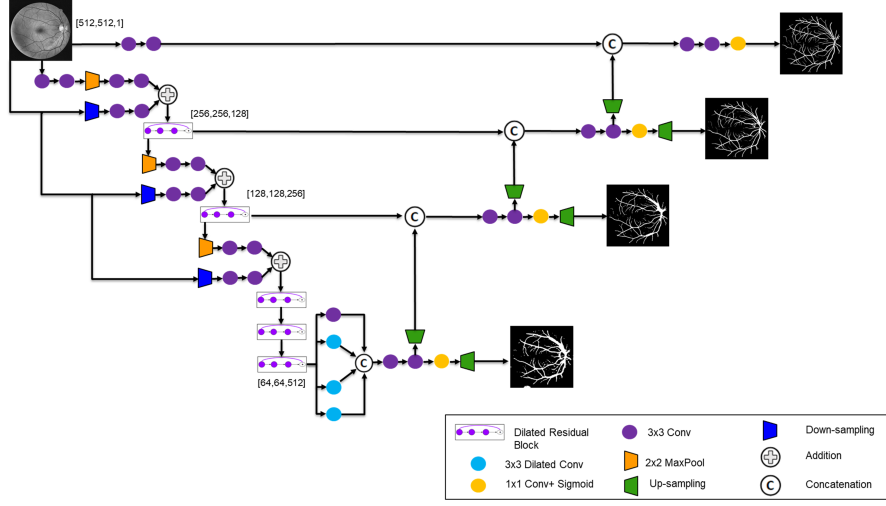 [512,512,1]
C
[256,256,128]
C
[128,128,256]
C
C
[64,64,512]
Dilated Residual
Block
3x3 Conv
Down-sampling
3x3 Dilated Conv
2x2 MaxPool
Addition
1x1 Conv+ Sigmoid
Up-sampling
C
Concatenation